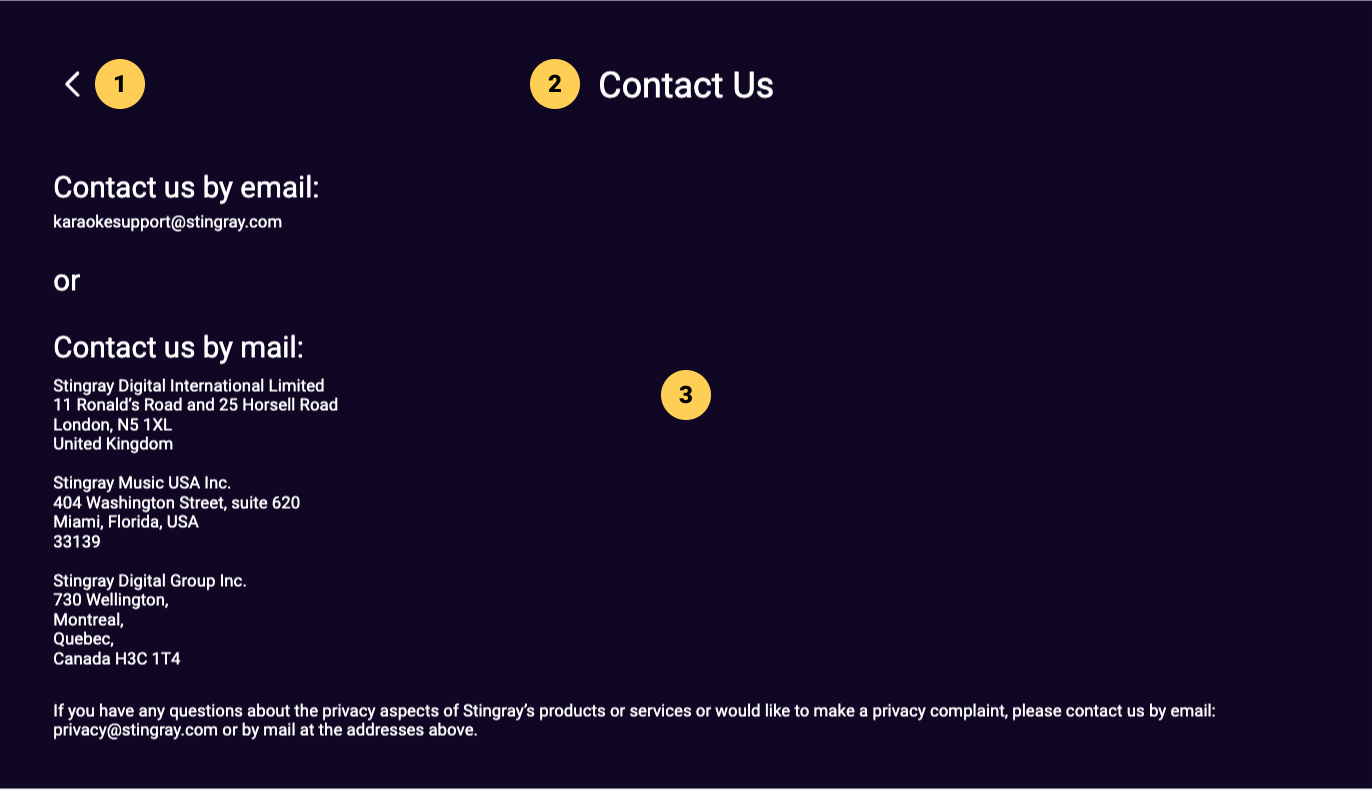 1
2 Contact Us
Contact us by email:
karaokesupport@stingray.com
or
Contact us by mail:
Stingray Digital International Limited
11 Ronald’s Road and 25 Horsell Road
London, N5 1XL
United Kingdom
3
Stingray Music USA Inc.
404 Washington Street, suite 620
Miami, Florida, USA
33139
Stingray Digital Group Inc.
730 Wellington,
Montreal,
Quebec,
Canada H3C 1T4
If you have any questions about the privacy aspects of Stingray’s products or services or would like to make a privacy complaint, please contact us by email:
privacy@stingray.com or by mail at the addresses above.